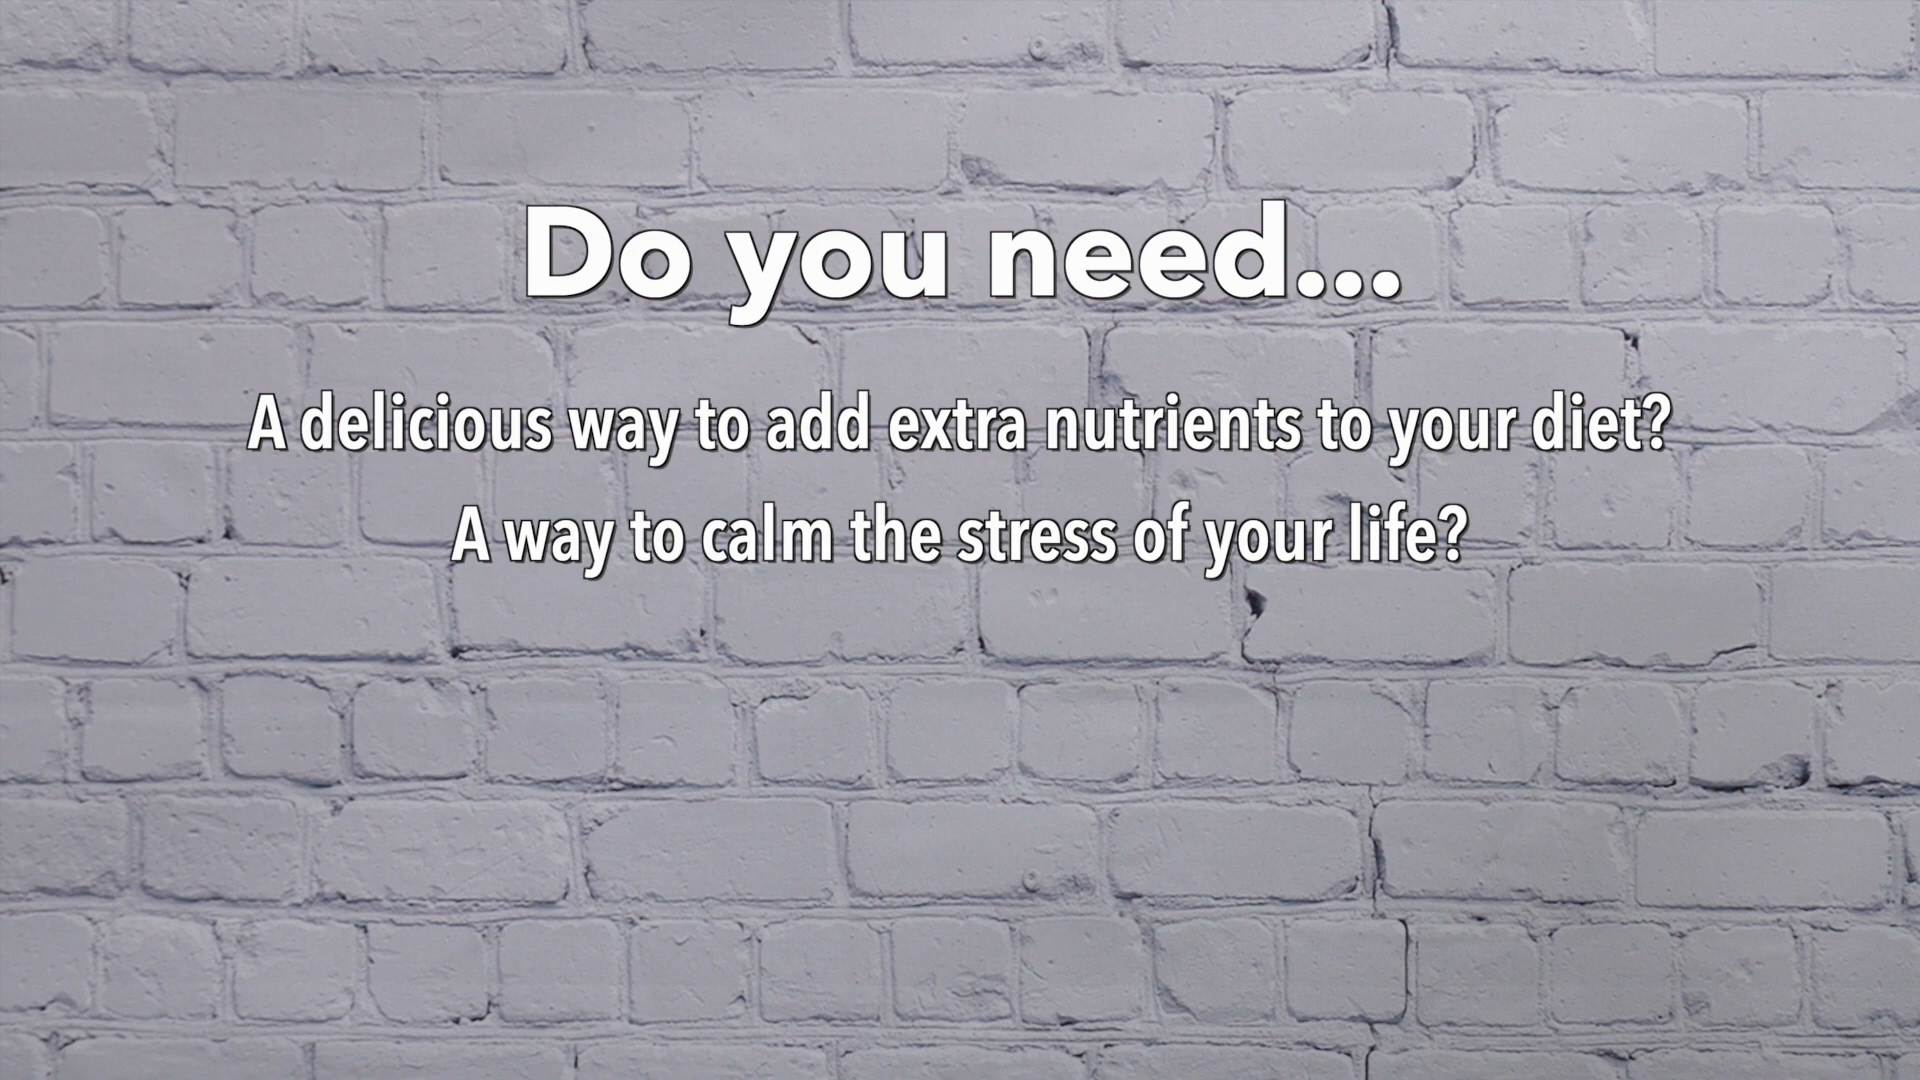 Do you need...
A delicious way to add extra nutrients to your diet?
A way to calm the stress of your life?